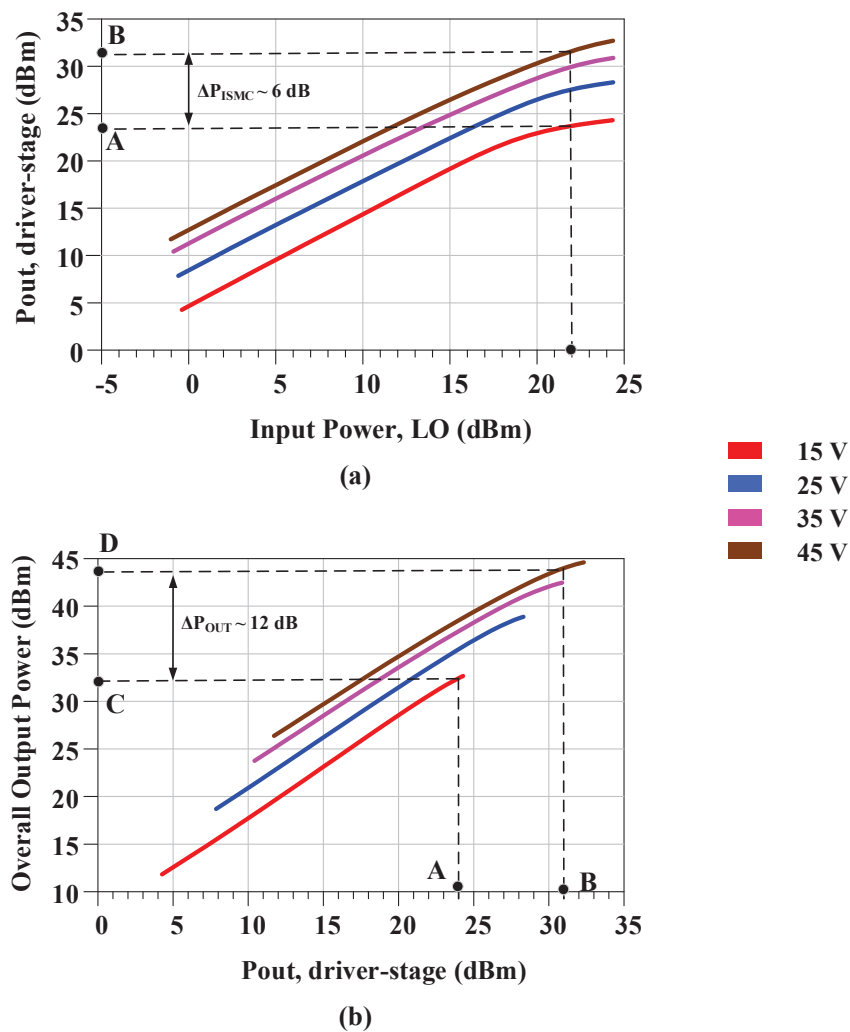 Pout, driver-stage (dBm)
35
30
25
20
15
10
5
0
B
A
ΔPISMC ~ 6 dB
-5
0
5
10
15
20
25
Input Power, LO (dBm)
(a)
15 V
25 V
35 V
45 V
Overall Output Power (dBm)
45
40
35
30
25
20
15
10
D
C
ΔPOUT ~ 12 dB
A
B
0
5
10
15
20
25
30
35
Pout, driver-stage (dBm)
(b)